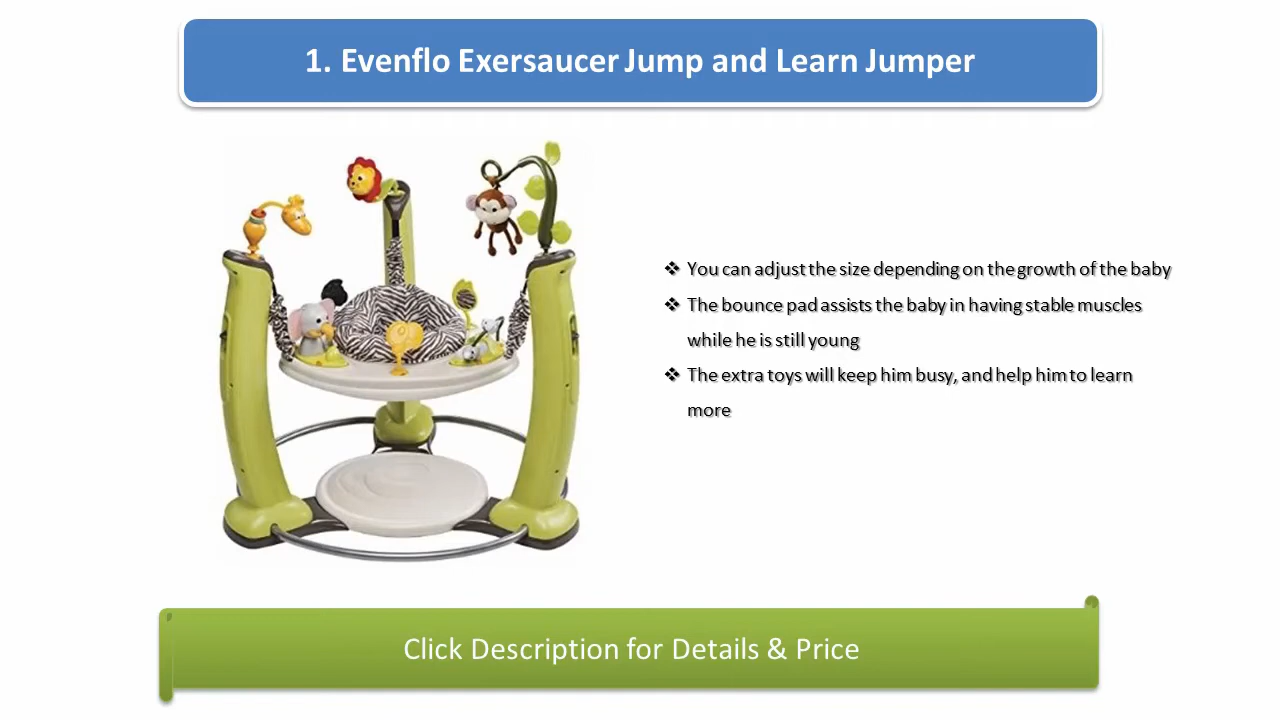 1. Evenflo Exersaucer Jump and Learn Jumper
❖ You can adjust the size depending on the growth of the baby
❖ The bounce pad assists the baby in having stable muscles
while he is still young
❖ The extra toys will keep him busy, and help him to learn
more
Click Description for Details & Price